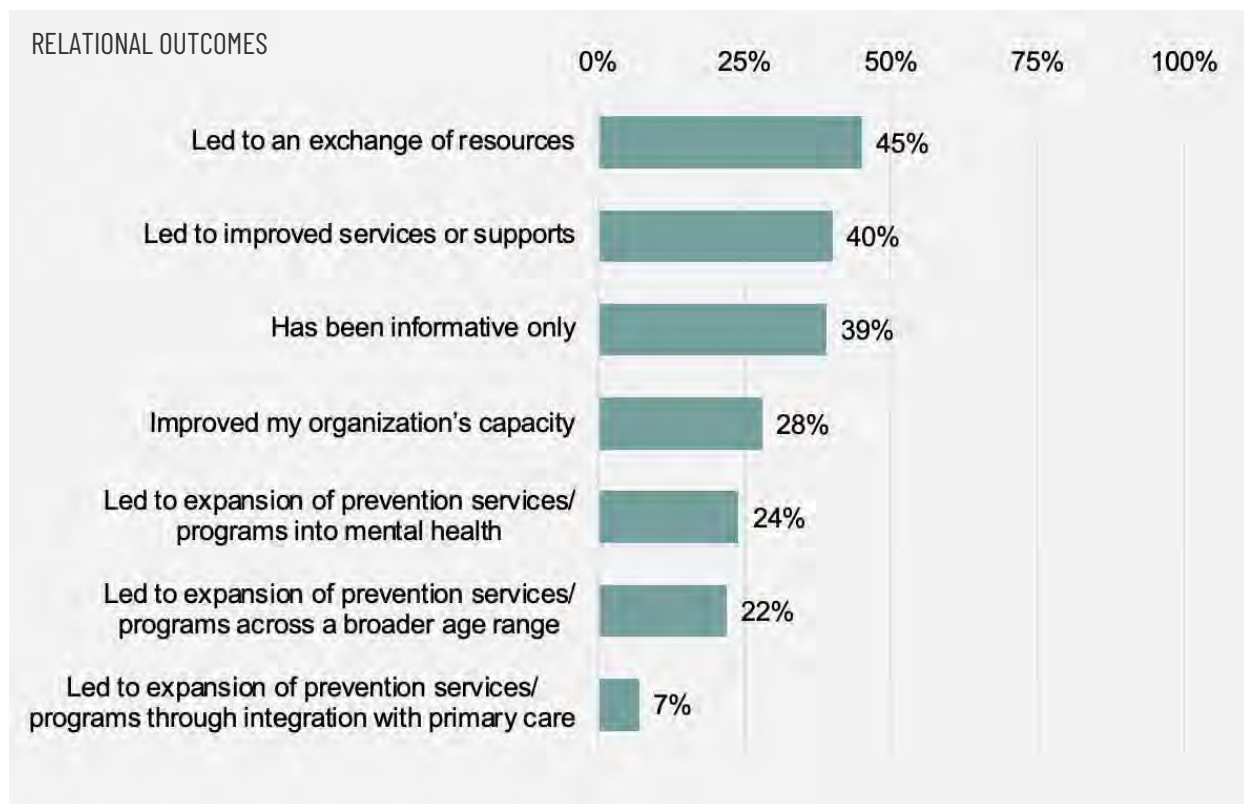 RELATIONAL OUTCOMES
0% 25% 50% 75% 100%
Led to an exchange of resources 45%
Led to improved services or supports 40%
Has been informative only 39%
Improved my organization’s capacity 28%
Led to expansion of prevention services/
programs into mental health 24%
Led to expansion of prevention services/
programs across a broader age range 22%
Led to expansion of prevention services/
programs through integration with primary care 7%